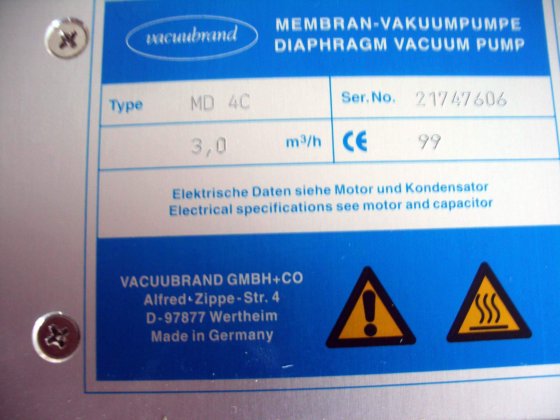 vacuubrand
MEMBRAN-VAKUUMPUMPE
DIAPHRAGM VACUUM PUMP
Type MD 4C
Ser.No. 21747606
3,0 m³/h
CE 99
Elektrische Daten siehe Motor und Kondensator
Electrical specifications see motor and capacitor
VACUUBRAND GMBH+CO
Alfred-Zippe-Str. 4
D-97877 Wertheim
Made in Germany